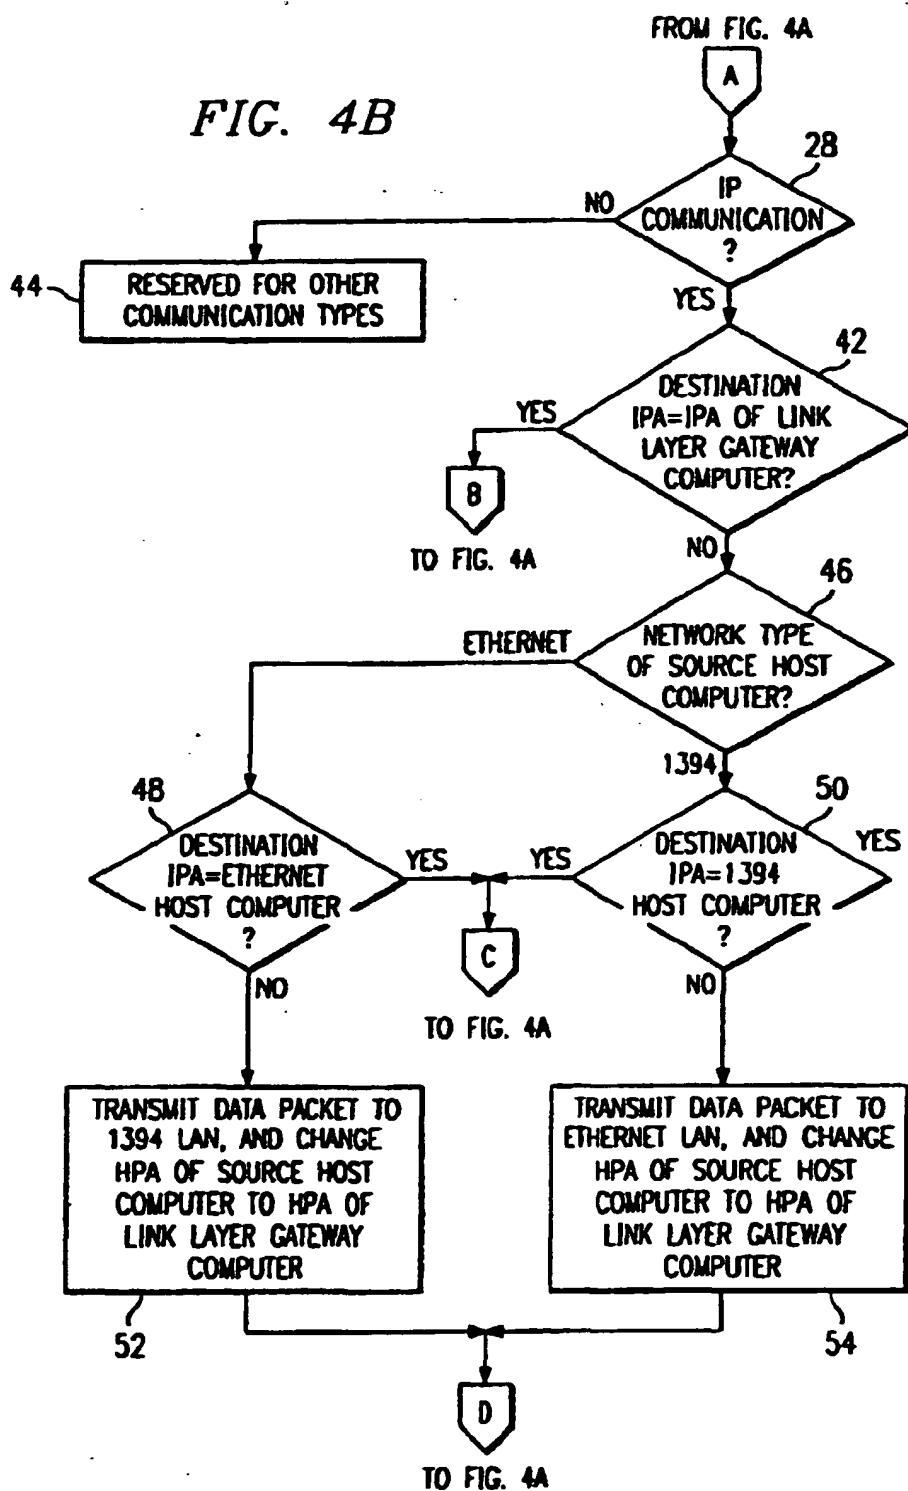 FROM FIG. 4A
A
FIG. 4B
28
IP
COMMUNICATION
?
NO
44
RESERVED FOR OTHER
COMMUNICATION TYPES
YES
42
DESTINATION
IPA=IPA OF LINK
LAYER GATEWAY
COMPUTER?
YES
B
TO FIG. 4A
NO
46
NETWORK TYPE
OF SOURCE HOST
COMPUTER?
ETHERNET
1394
48
DESTINATION
IPA=ETHERNET
HOST COMPUTER
?
YES
50
DESTINATION
IPA=1394
HOST COMPUTER
?
YES
YES
C
TO FIG. 4A
NO
NO
TRANSMIT DATA PACKET TO
1394 LAN, AND CHANGE
HPA OF SOURCE HOST
COMPUTER TO HPA OF
LINK LAYER GATEWAY
COMPUTER
52
TRANSMIT DATA PACKET TO
ETHERNET LAN, AND CHANGE
HPA OF SOURCE HOST
COMPUTER TO HPA OF
LINK LAYER GATEWAY
COMPUTER
54
D
TO FIG. 4A